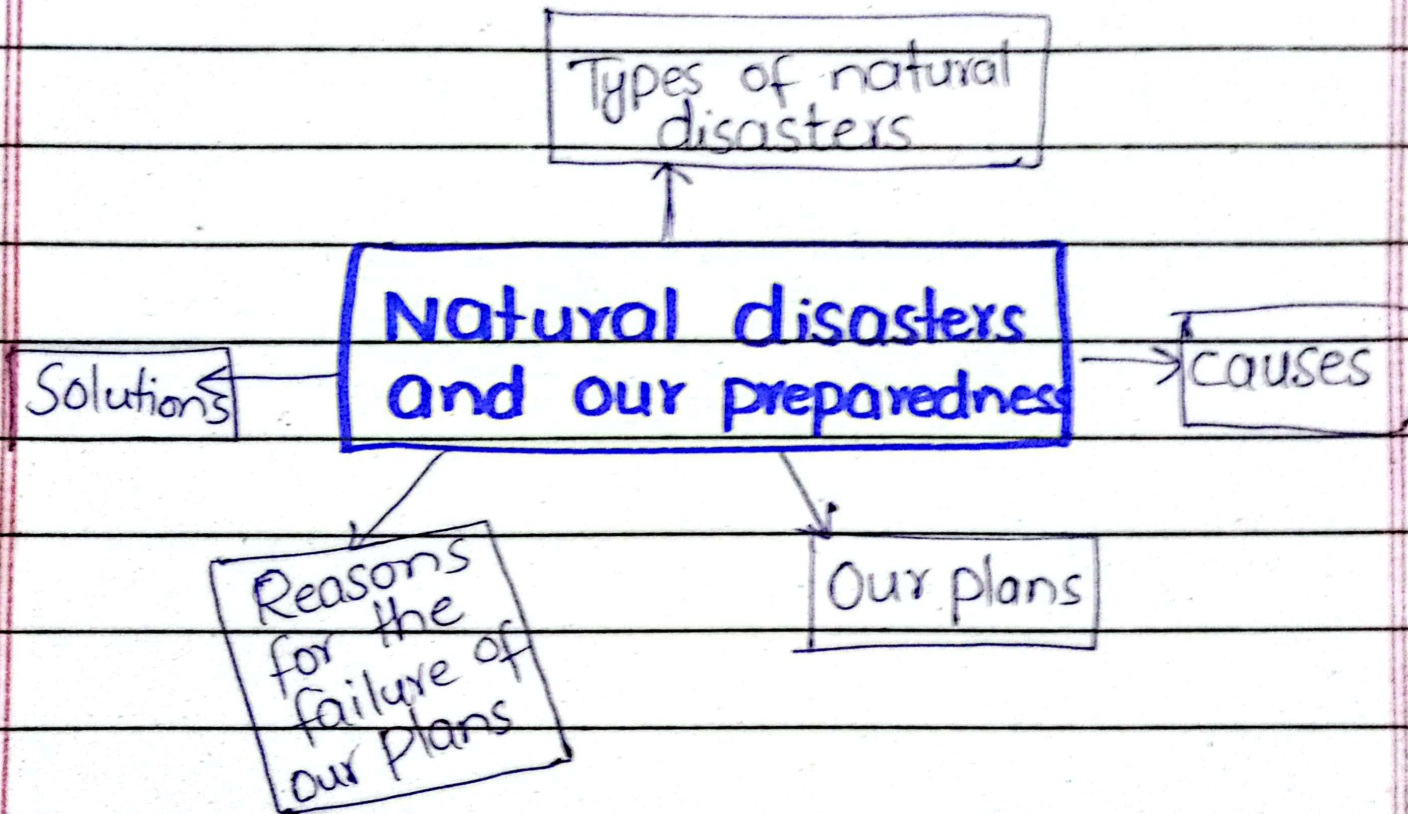 Types of natural
disasters
Natural disasters
and our preparedness
Solutions
causes
Reasons
for the
failure of
our plans
Our plans